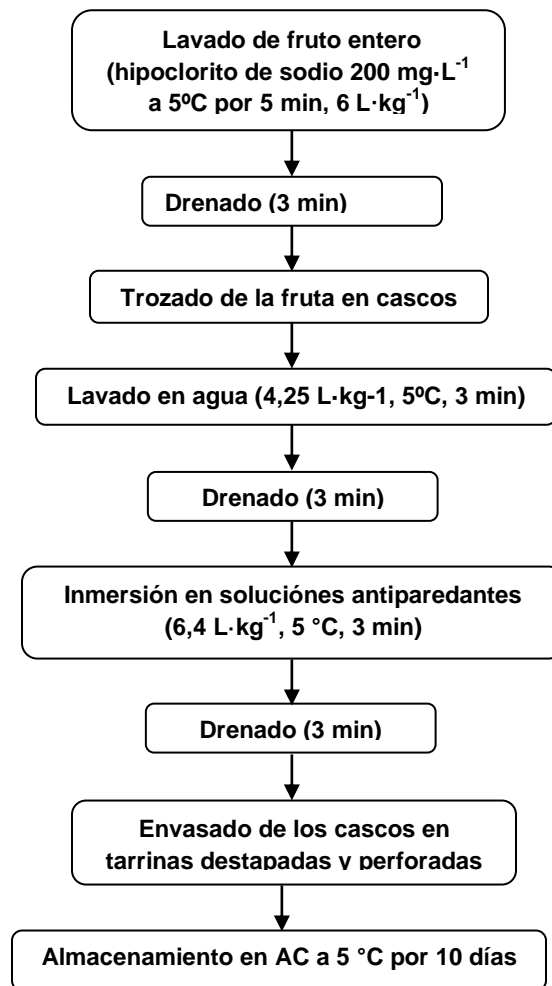 Lavado de fruto entero
(hipoclorito de sodio 200 mg·L⁻¹
a 5ºC por 5 min, 6 L·kg⁻¹)
Drenado (3 min)
Trozado de la fruta en cascos
Lavado en agua (4,25 L·kg-1, 5ºC, 3 min)
Drenado (3 min)
Inmersión en soluciónes antiparedantes
(6,4 L·kg⁻¹, 5 °C, 3 min)
Drenado (3 min)
Envasado de los cascos en
tarrinas destapadas y perforadas
Almacenamiento en AC a 5 °C por 10 días